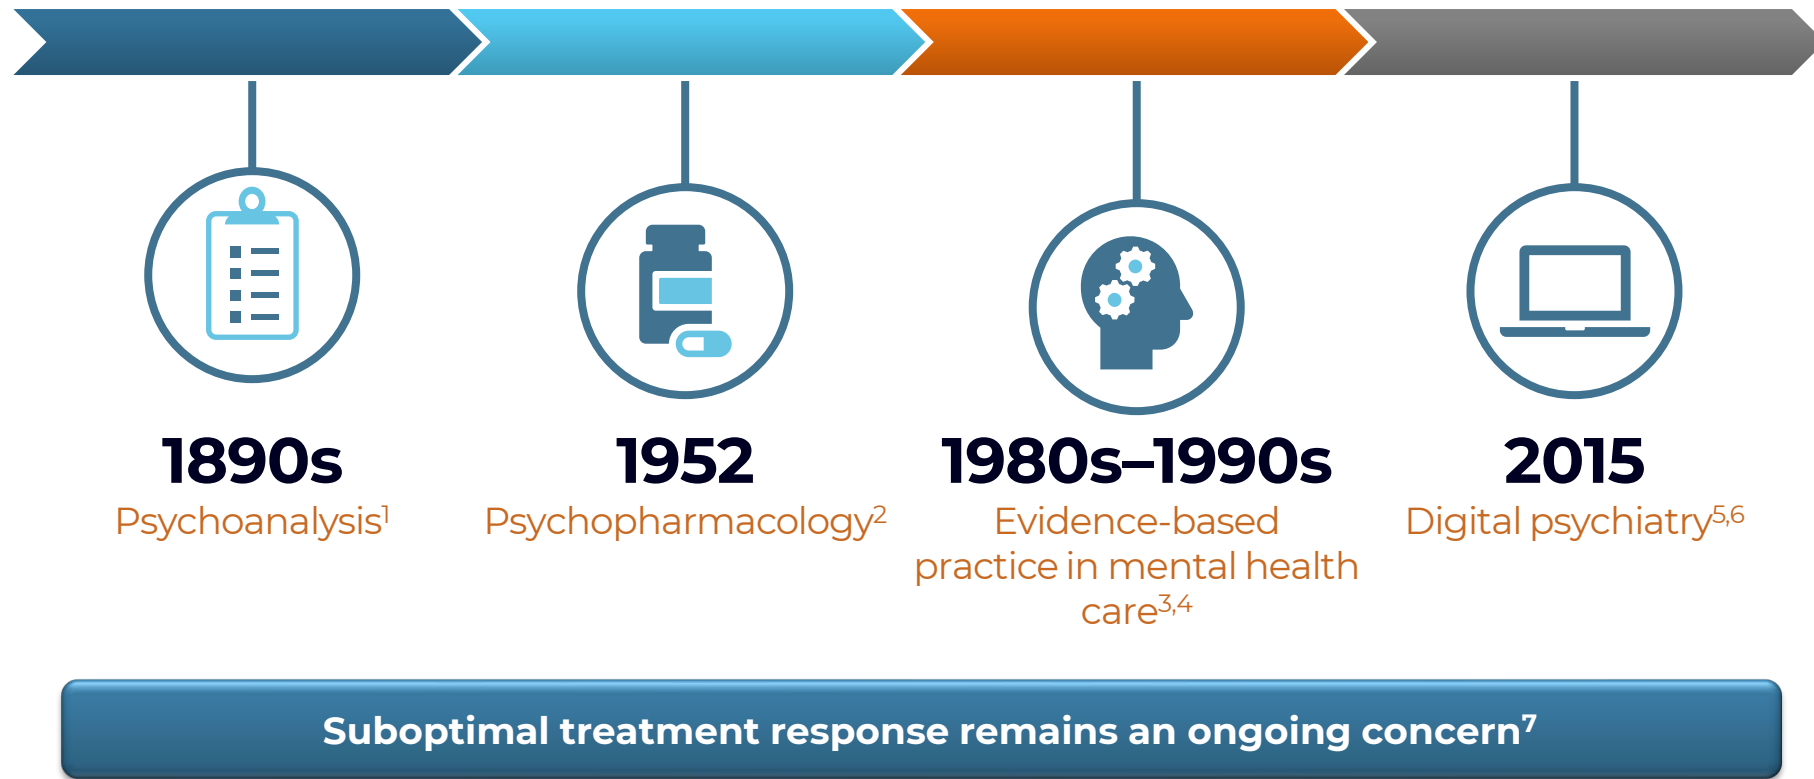 1890s
Psychoanalysis1
1952
Psychopharmacology2
1980s–1990s
Evidence-based
practice in mental health
care3,4
2015
Digital psychiatry5,6
Suboptimal treatment response remains an ongoing concern7